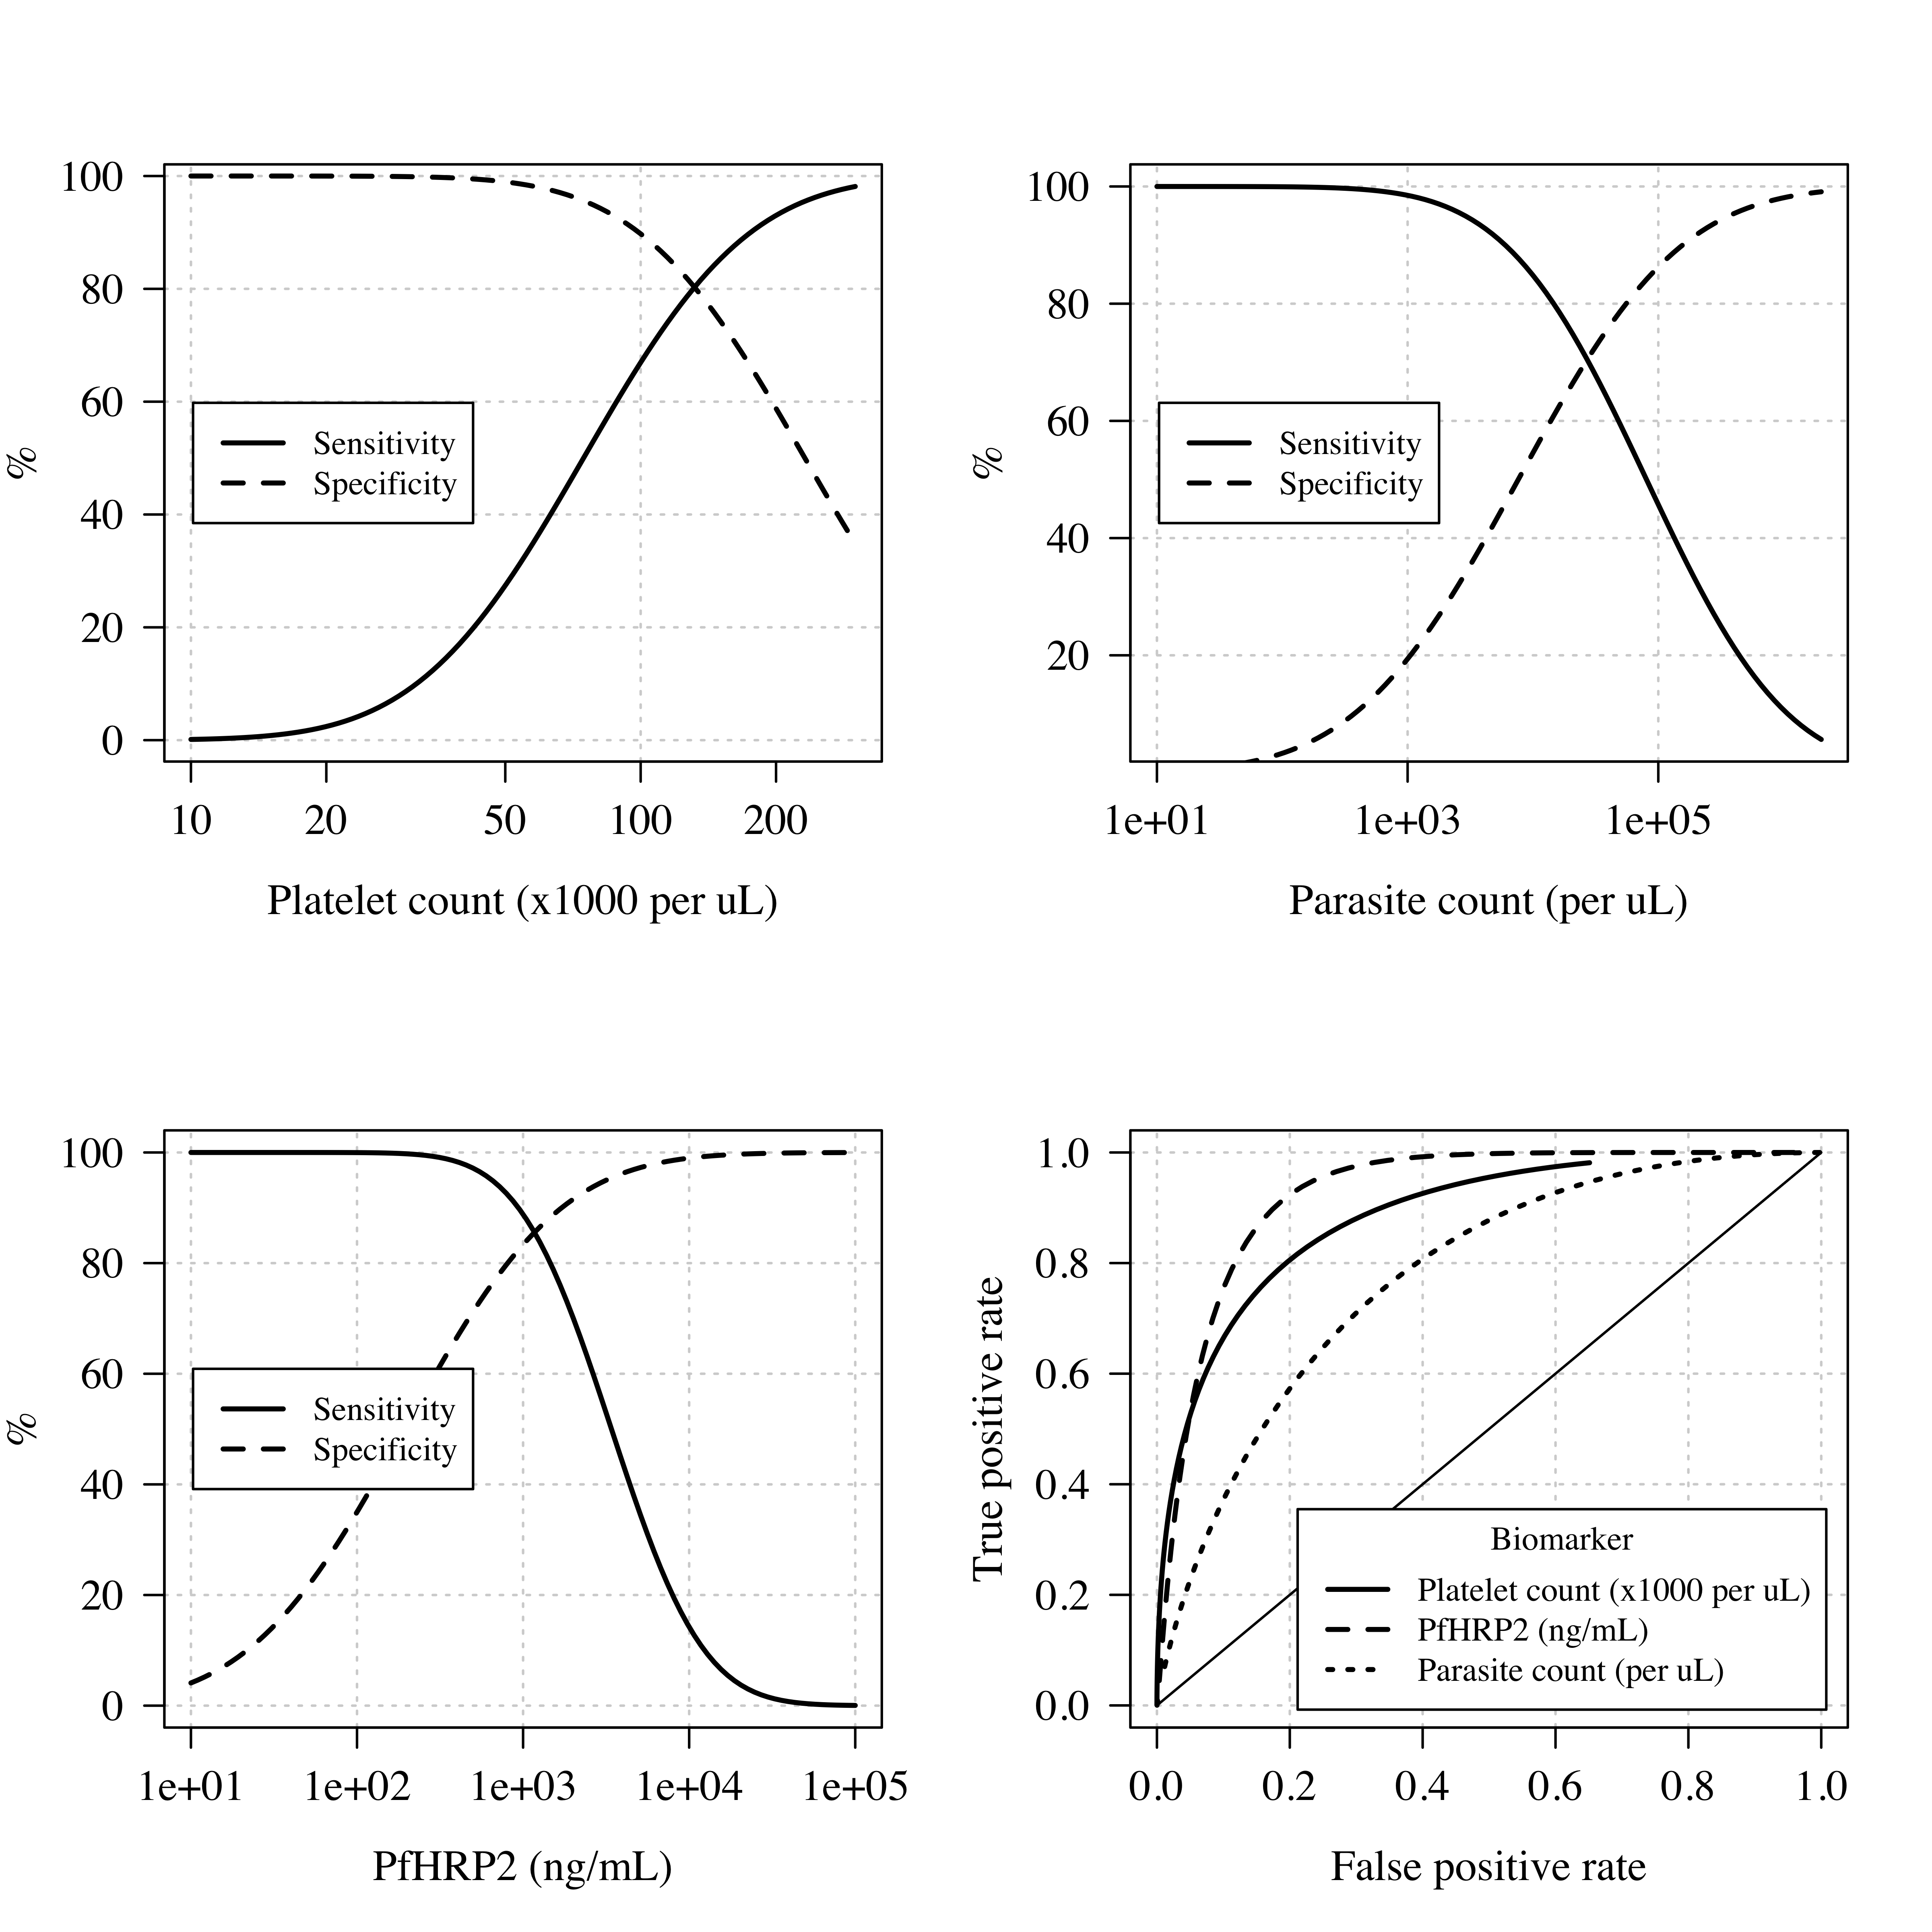 100
80
60
40
20
0
%
Sensitivity
Specificity
10 20 50 100 200
Platelet count (x1000 per uL)
100
80
60
40
20
%
Sensitivity
Specificity
1e+01 1e+03 1e+05
Parasite count (per uL)
100
80
60
40
20
0
%
Sensitivity
Specificity
1e+01 1e+02 1e+03 1e+04 1e+05
PfHRP2 (ng/mL)
1.0
0.8
0.6
0.4
0.2
0.0
True positive rate
Biomarker
Platelet count (x1000 per uL)
PfHRP2 (ng/mL)
Parasite count (per uL)
0.0 0.2 0.4 0.6 0.8 1.0
False positive rate